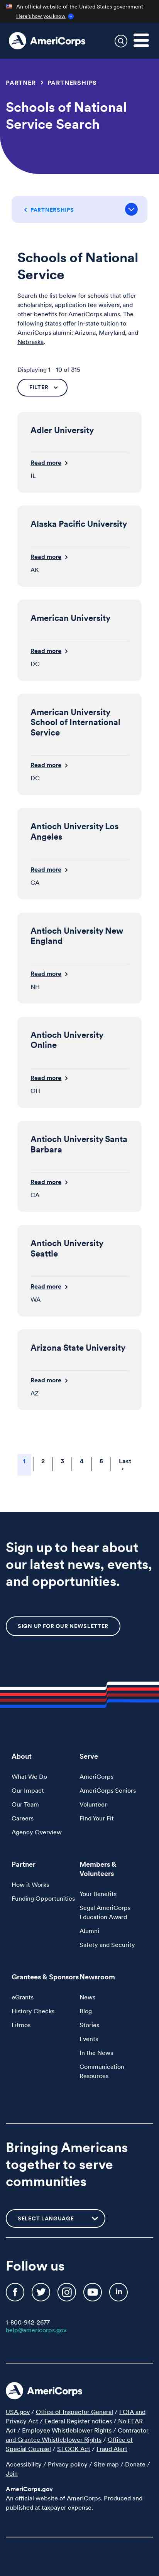 An official website of the United States government
Here's how you know
AmeriCorps
PARTNER > PARTNERSHIPS
Schools of National
Service Search
PARTNERSHIPS
Schools of National
Service
Search the list below for schools that offer
scholarships, application fee waivers, and
other benefits for AmeriCorps alums. The
following states offer in-state tuition to
AmeriCorps alumni: Arizona, Maryland, and
Nebraska.
Displaying 1 - 10 of 315
FILTER
Adler University
Read more
IL
Alaska Pacific University
Read more
AK
American University
Read more
DC
American University
School of International
Service
Read more
DC
Antioch University Los
Angeles
Read more
CA
Antioch University New
England
Read more
NH
Antioch University
Online
Read more
OH
Antioch University Santa
Barbara
Read more
CA
Antioch University
Seattle
Read more
WA
Arizona State University
Read more
AZ
1 2 3 4 5 Last
→
Sign up to hear about
our latest news, events,
and opportunities.
SIGN UP FOR OUR NEWSLETTER
About
What We Do
Our Impact
Our Team
Careers
Agency Overview
Serve
AmeriCorps
AmeriCorps Seniors
Volunteer
Find Your Fit
Partner
How it Works
Funding Opportunities
Members &
Volunteers
Your Benefits
Segal AmeriCorps
Education Award
Alumni
Safety and Security
Grantees & Sponsors
eGrants
History Checks
Litmos
Newsroom
News
Blog
Stories
Events
In the News
Communication
Resources
Bringing Americans
together to serve
communities
SELECT LANGUAGE
Follow us
1-800-942-2677
help@americorps.gov
AmeriCorps
USA.gov / Office of Inspector General / FOIA and
Privacy Act / Federal Register notices / No FEAR
Act / Employee Whistleblower Rights / Contractor
and Grantee Whistleblower Rights / Office of
Special Counsel / STOCK Act / Fraud Alert
Accessibility / Privacy policy / Site map / Donate /
Join
AmeriCorps.gov
An official website of AmeriCorps. Produced and
published at taxpayer expense.